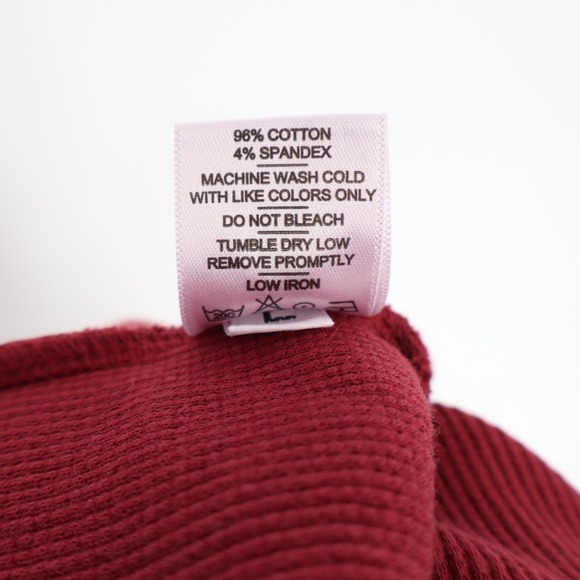 96% COTTON
4% SPANDEX
MACHINE WASH COLD
WITH LIKE COLORS ONLY
DO NOT BLEACH
TUMBLE DRY LOW
REMOVE PROMPTLY
LOW IRON